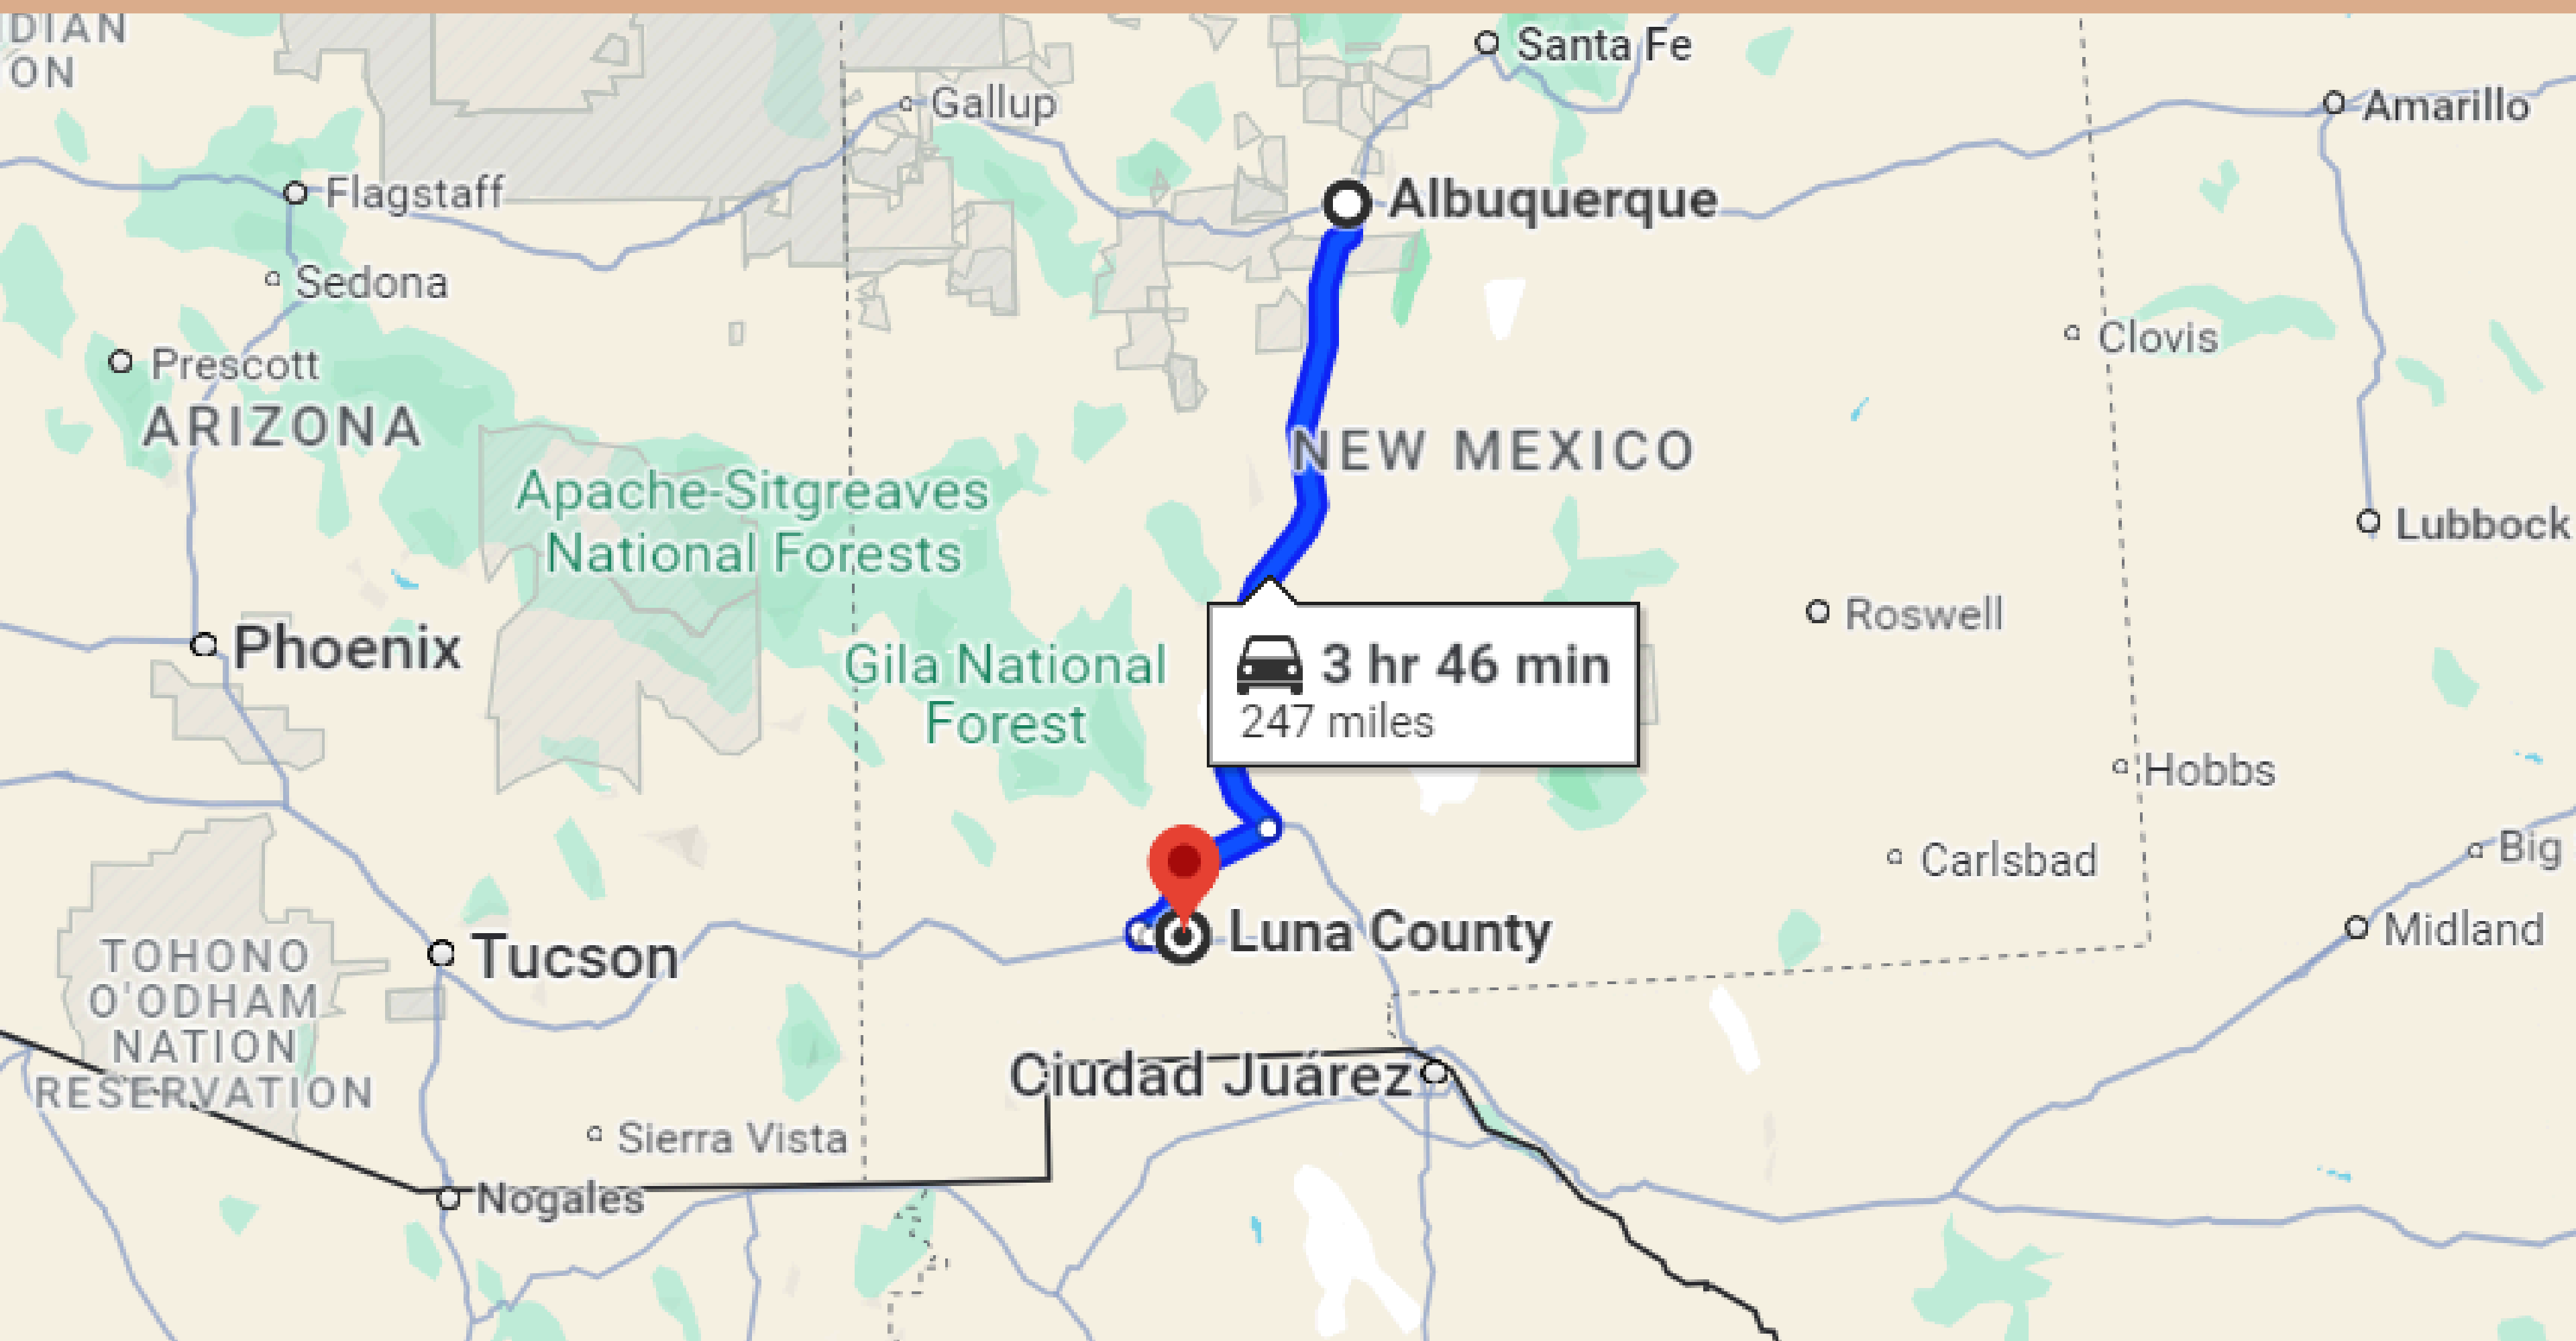 DIAN
ON
Santa Fe
Gallup
Amarillo
Flagstaff
Albuquerque
Sedona
Clovis
Prescott
ARIZONA
NEW MEXICO
Apache-Sitgreaves
National Forests
Lubbock
Roswell
Phoenix
Gila National
Forest
3 hr 46 min
247 miles
Hobbs
Carlsbad
Big
Luna County
Midland
Tucson
TOHONO
O'ODHAM
NATION
RESERVATION
Ciudad Juárez
Sierra Vista
Nogales